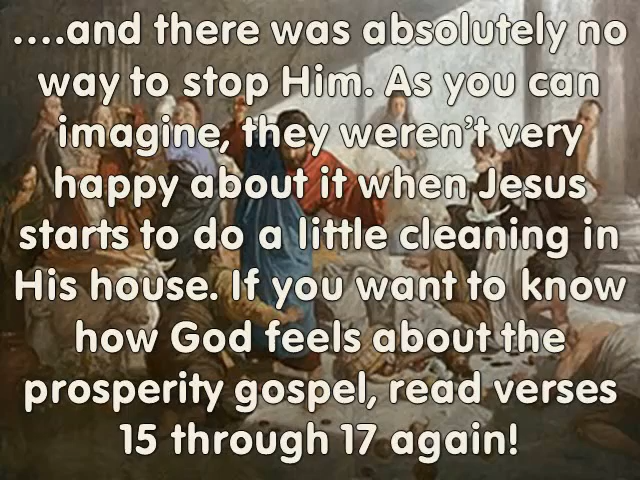 ....and there was absolutely no
way to stop Him. As you can
imagine, they weren't very
happy about it when Jesus
starts to do a little cleaning in
His house. If you want to know
how God feels about the
prosperity gospel, read verses
15 through 17 again!